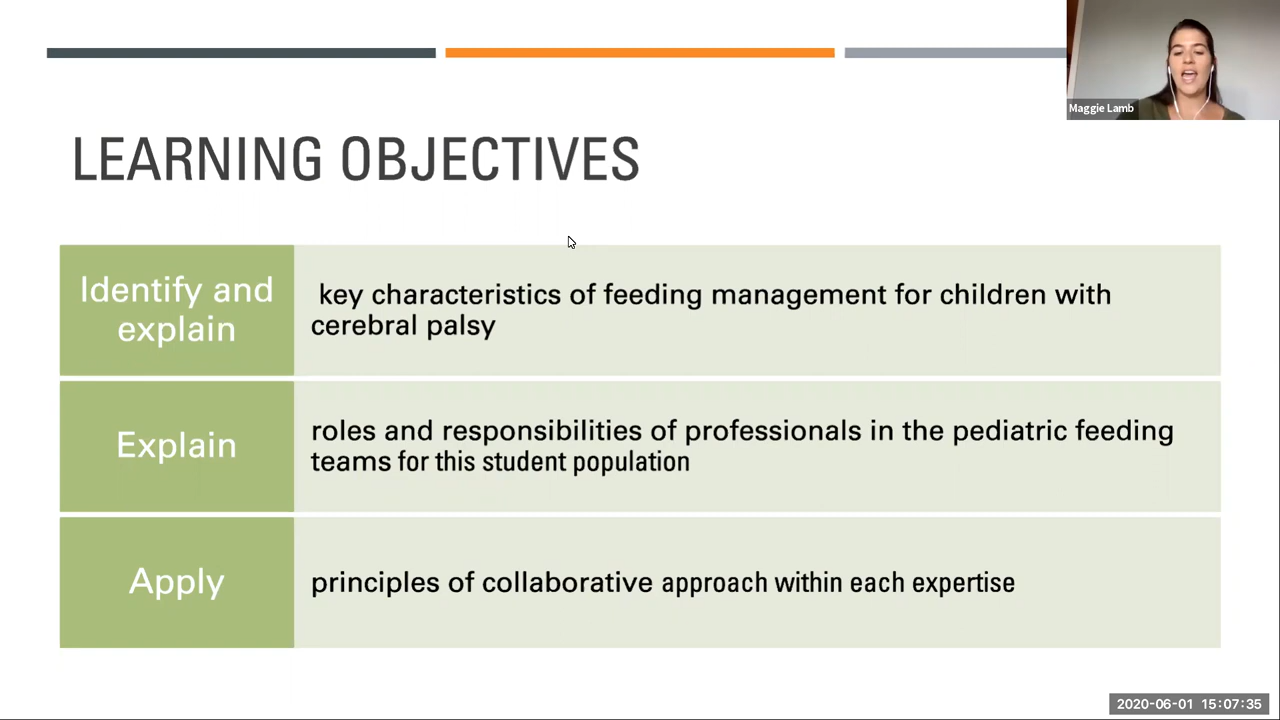 Maggie Lamb
LEARNING OBJECTIVES
Identify and
explain
key characteristics of feeding management for children with
cerebral palsy
Explain
roles and responsibilities of professionals in the pediatric feeding
teams for this student population
Apply
principles of collaborative approach within each expertise
2020-06-01 15:07:35